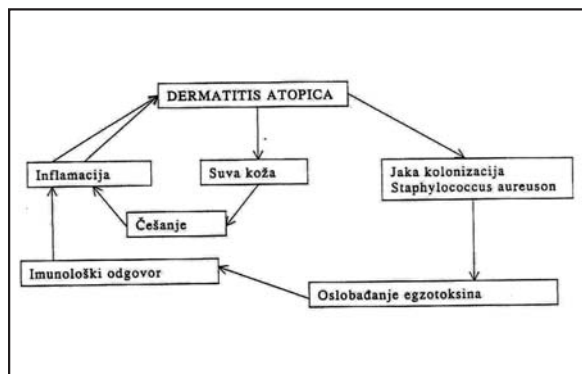 DERMATITIS ATOPICA
Inflamacija
Suva koža
Jaka kolonizacija
Staphylococcus aureuson
Češanje
Imunološki odgovor
Oslobađanje egzotoksina